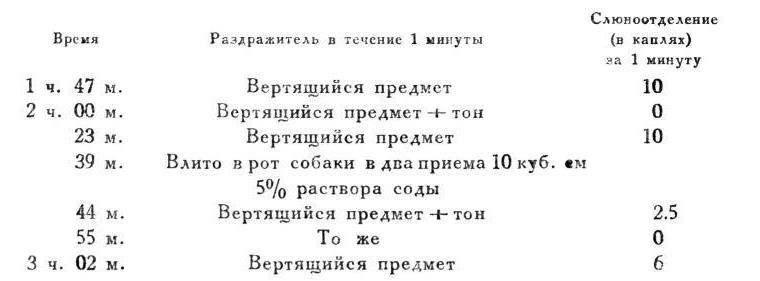 Слюноотделение
Время Раздражитель в течение 1 минуты (в каплях)
за 1 минуту
1 ч. 47 м. Вертящийся предмет 10
2 ч. 00 м. Вертящийся предмет + тон 0
23 м. Вертящийся предмет 10
39 м. Влито в рот собаки в два приема 10 куб. см
5% раствора соды
44 м. Вертящийся предмет + тон 2.5
55 м. То же 0
3 ч. 02 м. Вертящийся предмет 6